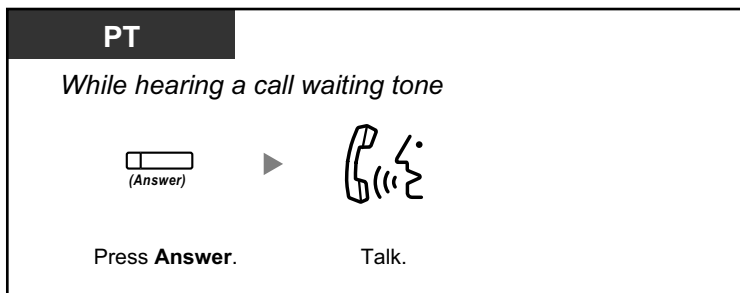 PT
While hearing a call waiting tone
(Answer)
Press Answer.
Talk.